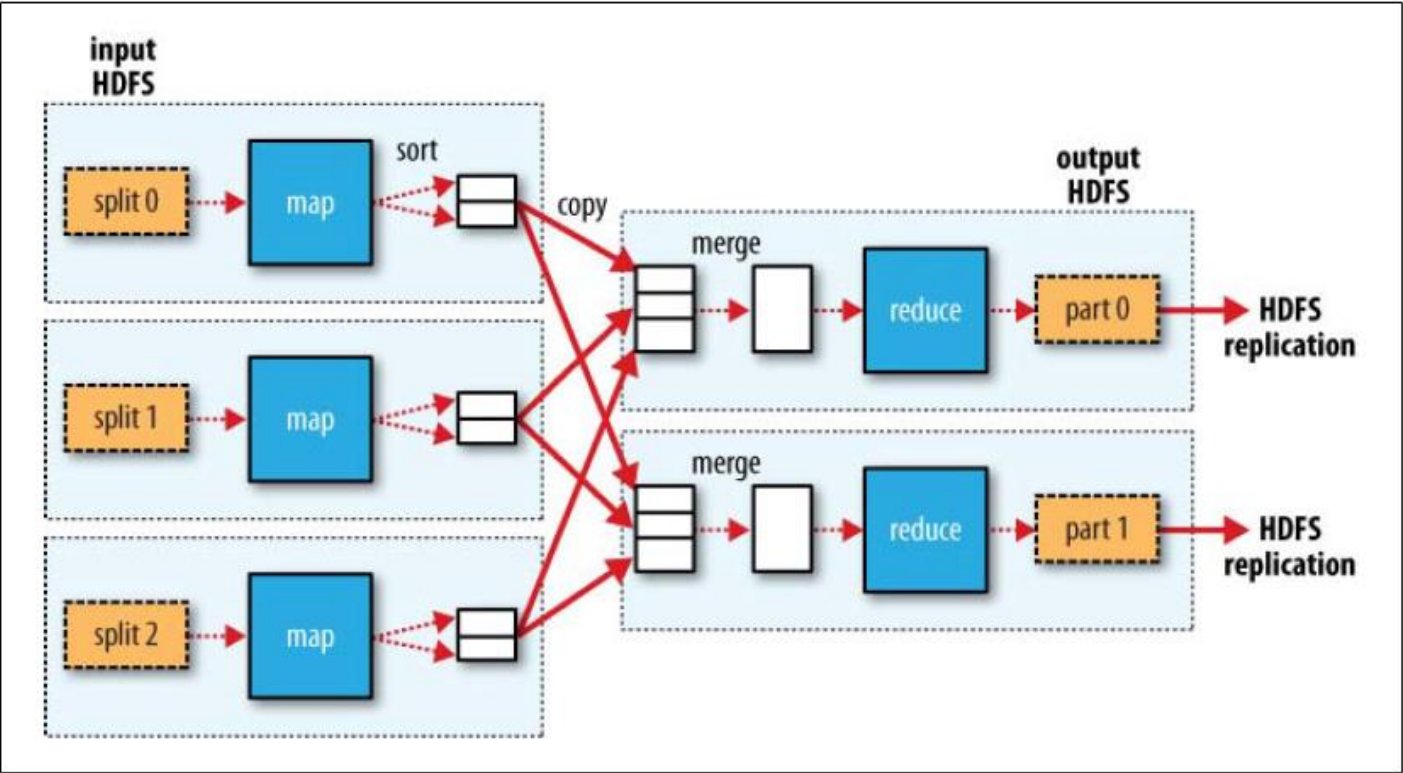 input
HDFS
split 0
map
sort
copy
split 1
map
split 2
map
output
HDFS
merge
reduce
part 0
HDFS
replication
merge
reduce
part 1
HDFS
replication